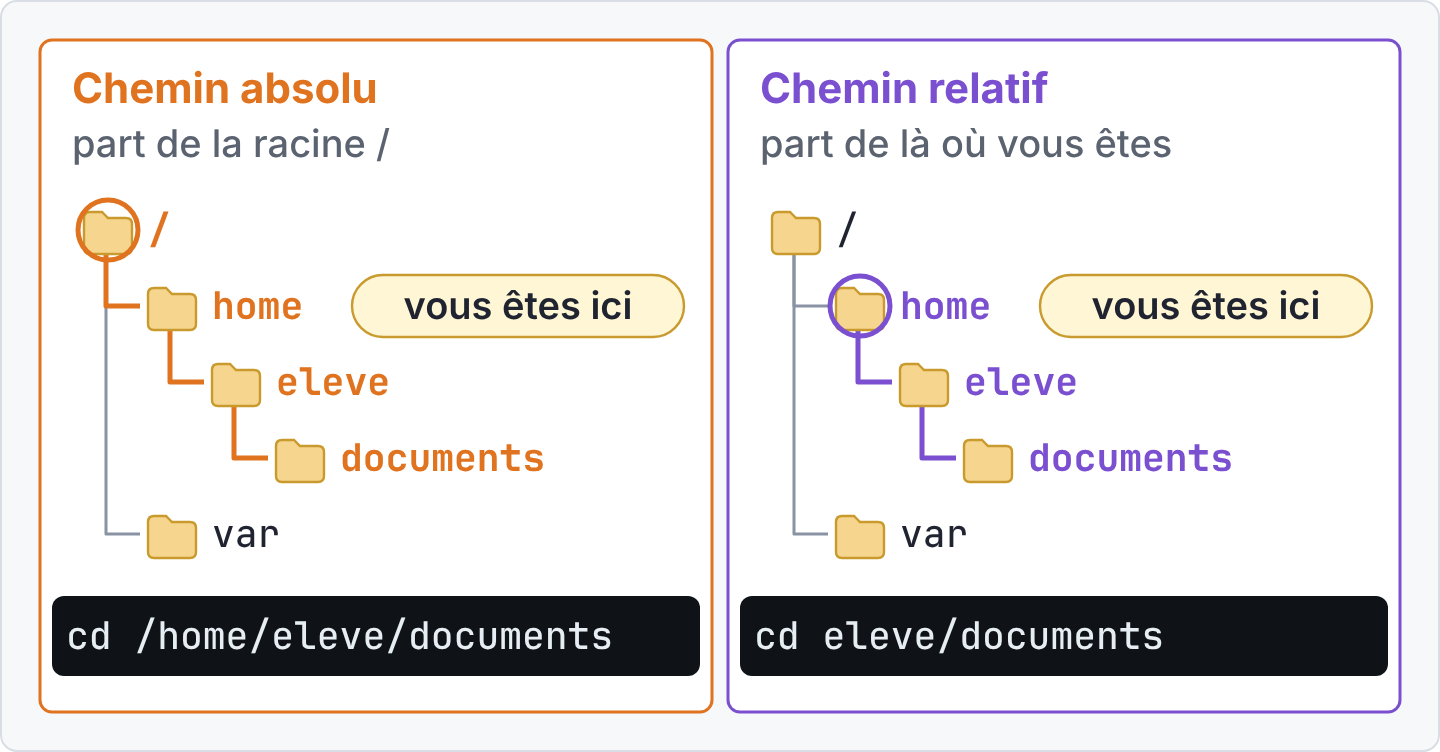 Chemin absolu
part de la racine /
/
home
vous êtes ici
eleve
documents
var
cd /home/eleve/documents
Chemin relatif
part de là où vous êtes
/
home
vous êtes ici
eleve
documents
var
cd eleve/documents